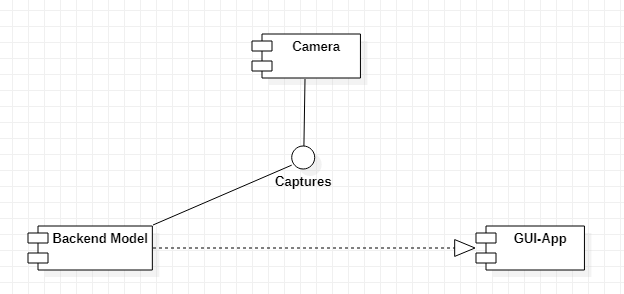 Camera
Captures
Backend Model
GUI-App